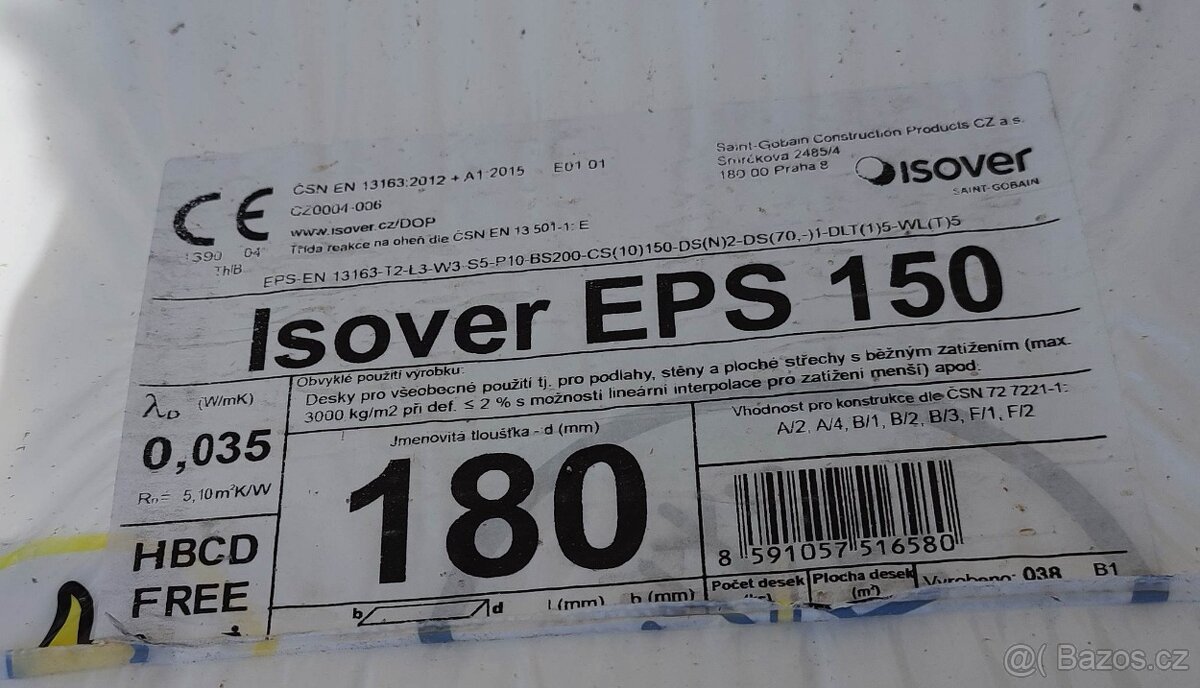 CE
1390
04
Th/B
ČSN EN 13163:2012 + A1:2015 E01 01
CZ0004-006
www.isover.cz/DOP
Třída reakce na oheň dle ČSN EN 13 501-1: E
Saint-Gobain Construction Products CZ a.s.
Smrčkova 2485/4
180 00 Praha 8
isover
SAINT-GOBAIN
EPS-EN 13163-T2-L3-W3-S5-P10-BS200-CS(10)150-DS(N)2-DS(70,-)1-DLT(1)5-WL(T)5
Isover EPS 150
λD (W/mK)
0,035
RD= 5,10m²K/W
HBCD
FREE
Obvyklé použití výrobku:
Desky pro všeobecné použití tj. pro podlahy, stěny a ploché střechy s běžným zatížením (max.
3000 kg/m2 při def. ≤ 2 % s možností lineární interpolace pro zatížení menší) apod.
Jmenovitá tloušťka - d (mm)
180
Vhodnost pro konstrukce dle ČSN 72 7221-1:
A/2, A/4, B/1, B/2, B/3, F/1, F/2
8 591057 516580
b d l (mm) b (mm)
Počet desek
Plocha desek
(m²)
Vyrobeno: 038 B1
@( Bazos.cz